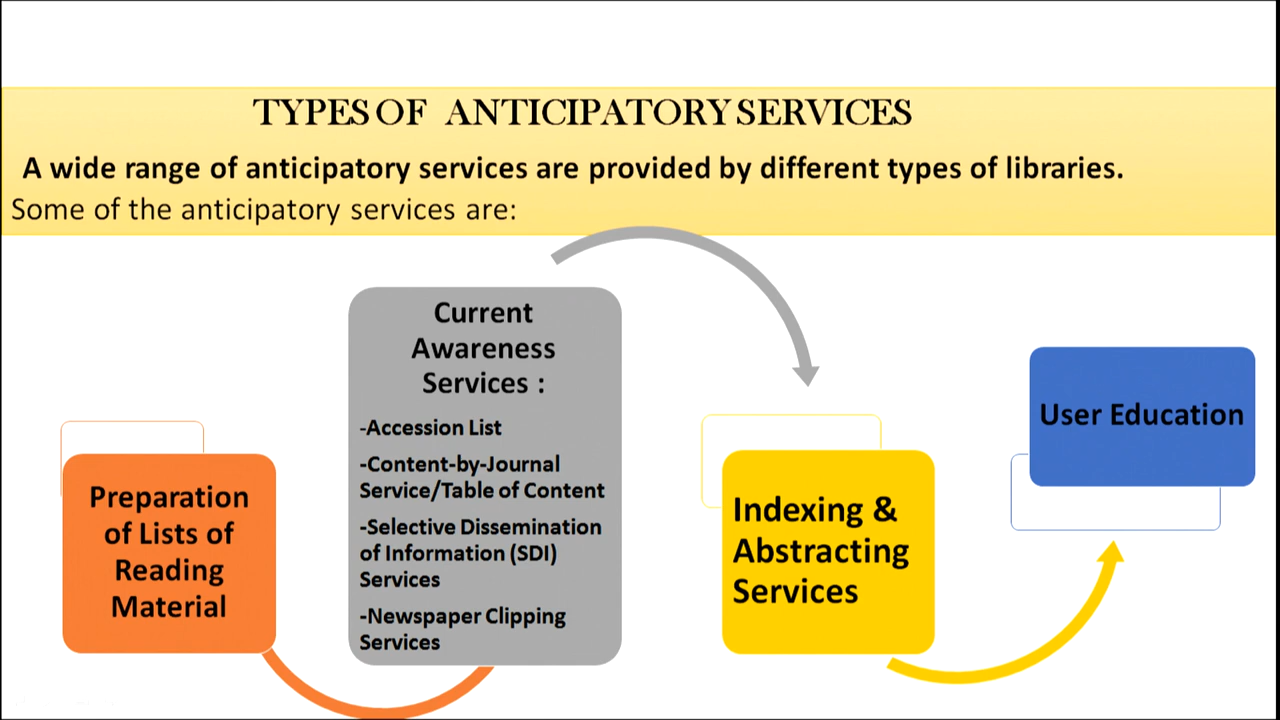 TYPES OF ANTICIPATORY SERVICES
A wide range of anticipatory services are provided by different types of libraries.
Some of the anticipatory services are:
Preparation
of Lists of
Reading
Material
Current
Awareness
Services :
-Accession List
-Content-by-Journal
Service/Table of Content
-Selective Dissemination
of Information (SDI)
Services
-Newspaper Clipping
Services
Indexing &
Abstracting
Services
User Education